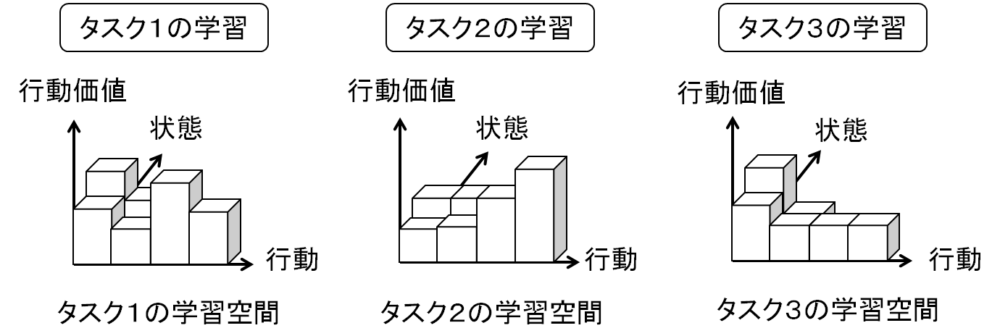 タスク１の学習
タスク２の学習
タスク３の学習
行動価値
状態
行動
タスク１の学習空間
行動価値
状態
行動
タスク２の学習空間
行動価値
状態
行動
タスク３の学習空間